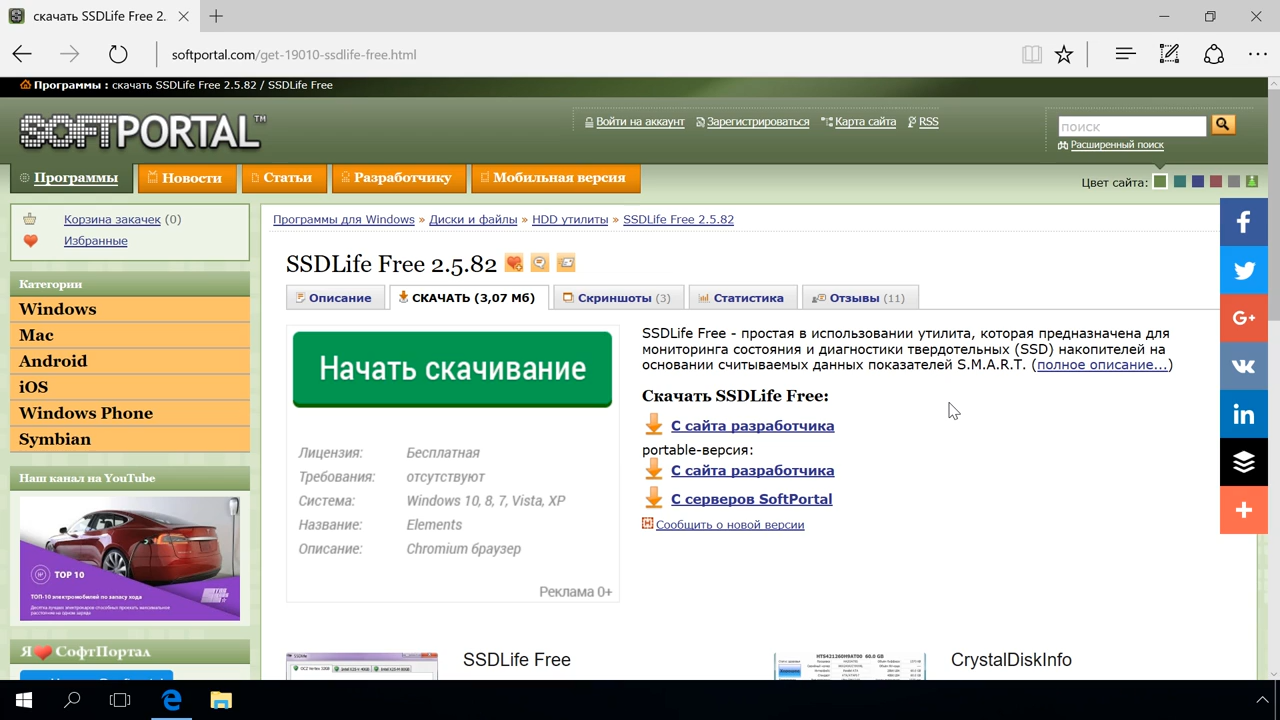 скачать SSDLife Free 2.
softportal.com/get-19010-ssdlife-free.html
Программы : скачать SSDLife Free 2.5.82 / SSDLife Free
SOFTPORTAL™
Войти на аккаунт
Зарегистрироваться
Карта сайта
RSS
поиск
Расширенный поиск
Программы
Новости
Статьи
Разработчику
Мобильная версия
Цвет сайта:
Корзина закачек (0)
Избранные
Категории
Windows
Mac
Android
iOS
Windows Phone
Symbian
Наш канал на YouTube
TOP 10
ТОП-10 электромобилей по запасу хода
Я СофтПортал
Программы для Windows » Диски и файлы » HDD утилиты » SSDLife Free 2.5.82
SSDLife Free 2.5.82
Описание
СКАЧАТЬ (3,07 Мб)
Скриншоты (3)
Статистика
Отзывы (11)
Начать скачивание
Лицензия: Бесплатная
Требования: отсутствуют
Система: Windows 10, 8, 7, Vista, XP
Название: Elements
Описание: Chromium браузер
Реклама 0+
SSDLife Free - простая в использовании утилита, которая предназначена для
мониторинга состояния и диагностики твердотельных (SSD) накопителей на
основании считываемых данных показателей S.M.A.R.T. (полное описание...)
Скачать SSDLife Free:
С сайта разработчика
portable-версия:
С сайта разработчика
С серверов SoftPortal
Сообщить о новой версии
SSDLife Free
HTS421260H9AT00 60.0 GB
CrystalDiskInfo